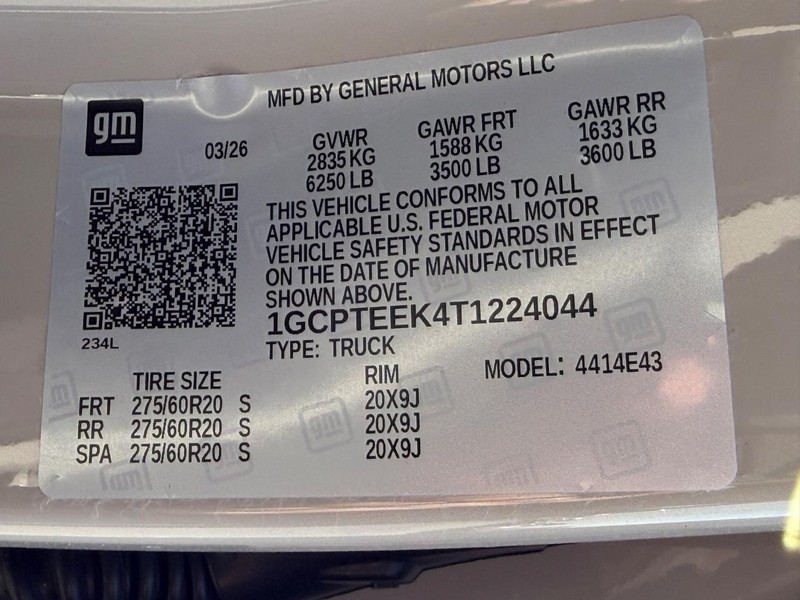 MFD BY GENERAL MOTORS LLC
gm
03/26
GVWR GAWR FRT GAWR RR
2835 KG 1588 KG 1633 KG
6250 LB 3500 LB 3600 LB
THIS VEHICLE CONFORMS TO ALL
APPLICABLE U.S. FEDERAL MOTOR
VEHICLE SAFETY STANDARDS IN EFFECT
ON THE DATE OF MANUFACTURE
SHOWN ABOVE.
1GCPTEEK4T1224044
234L
TYPE: TRUCK
MODEL: 4414E43
TIRE SIZE RIM
FRT 275/60R20 S 20X9J
RR 275/60R20 S 20X9J
SPA 275/60R20 S 20X9J